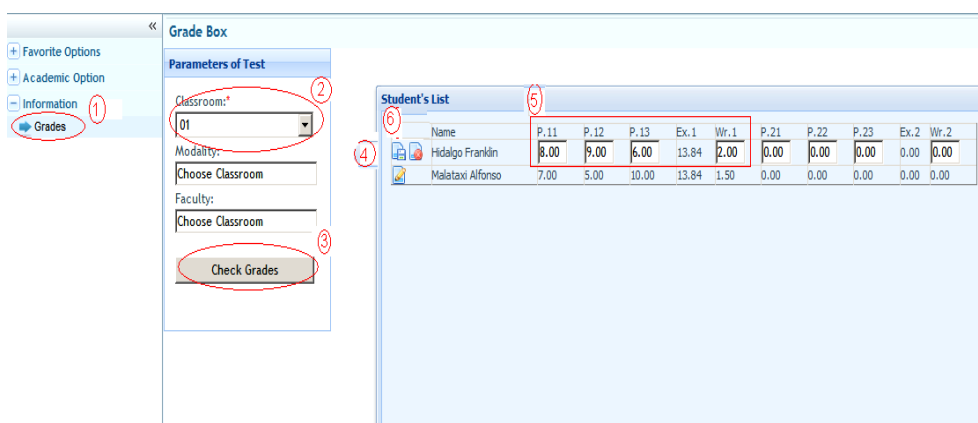 «
Favorite Options
Academic Option
Information
Grades
1
Grade Box
Parameters of Test
Classroom:*
2
01
Modality:
Choose Classroom
Faculty:
Choose Classroom
3
Check Grades
Student's List
5
6
Name P.11 P.12 P.13 Ex.1 Wr.1 P.21 P.22 P.23 Ex.2 Wr.2
4
Hidalgo Franklin 8.00 9.00 6.00 13.84 2.00 0.00 0.00 0.00 0.00 0.00
Malataxi Alfonso 7.00 5.00 10.00 13.84 1.50 0.00 0.00 0.00 0.00 0.00